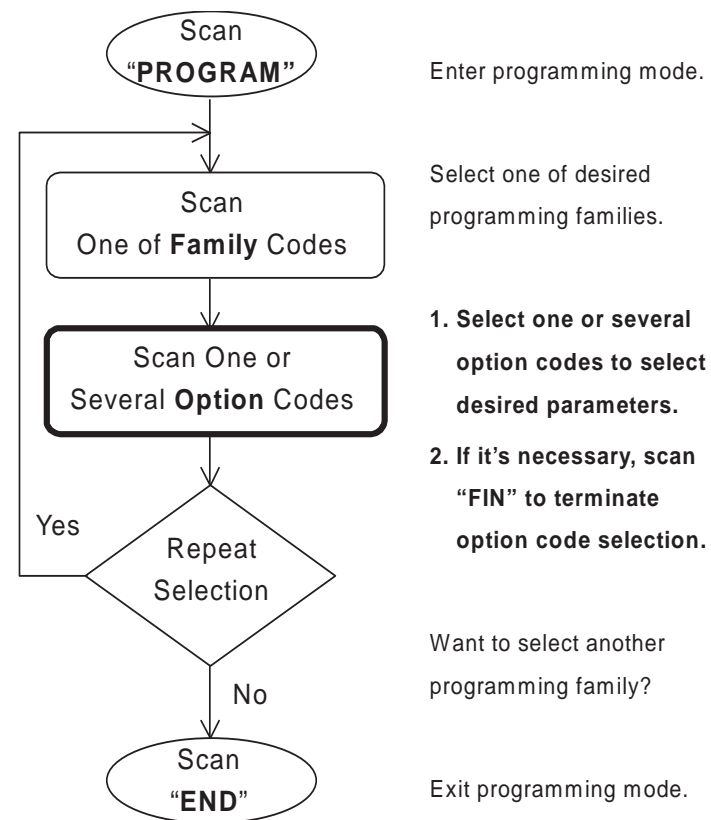 Scan
“PROGRAM”
Enter programming mode.
Scan
One of Family Codes
Select one of desired
programming families.
Scan One or
Several Option Codes
1. Select one or several
option codes to select
desired parameters.
2. If it’s necessary, scan
“FIN” to terminate
option code selection.
Yes
Repeat
Selection
Want to select another
programming family?
No
Scan
“END”
Exit programming mode.